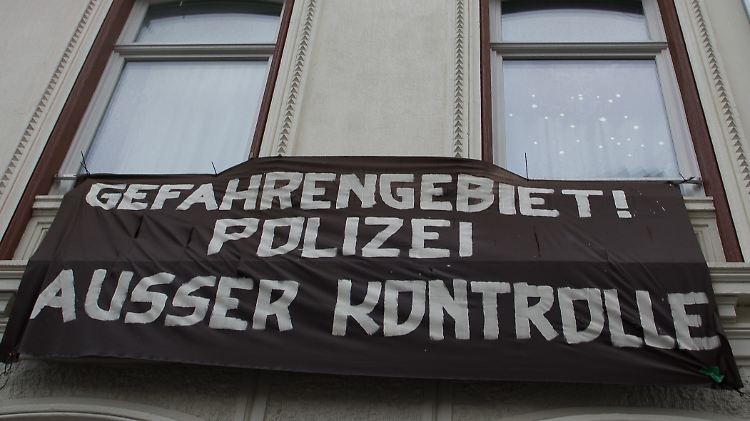 GEFAHRENGEBIET!
POLIZEI
AUSSER KONTROLLE